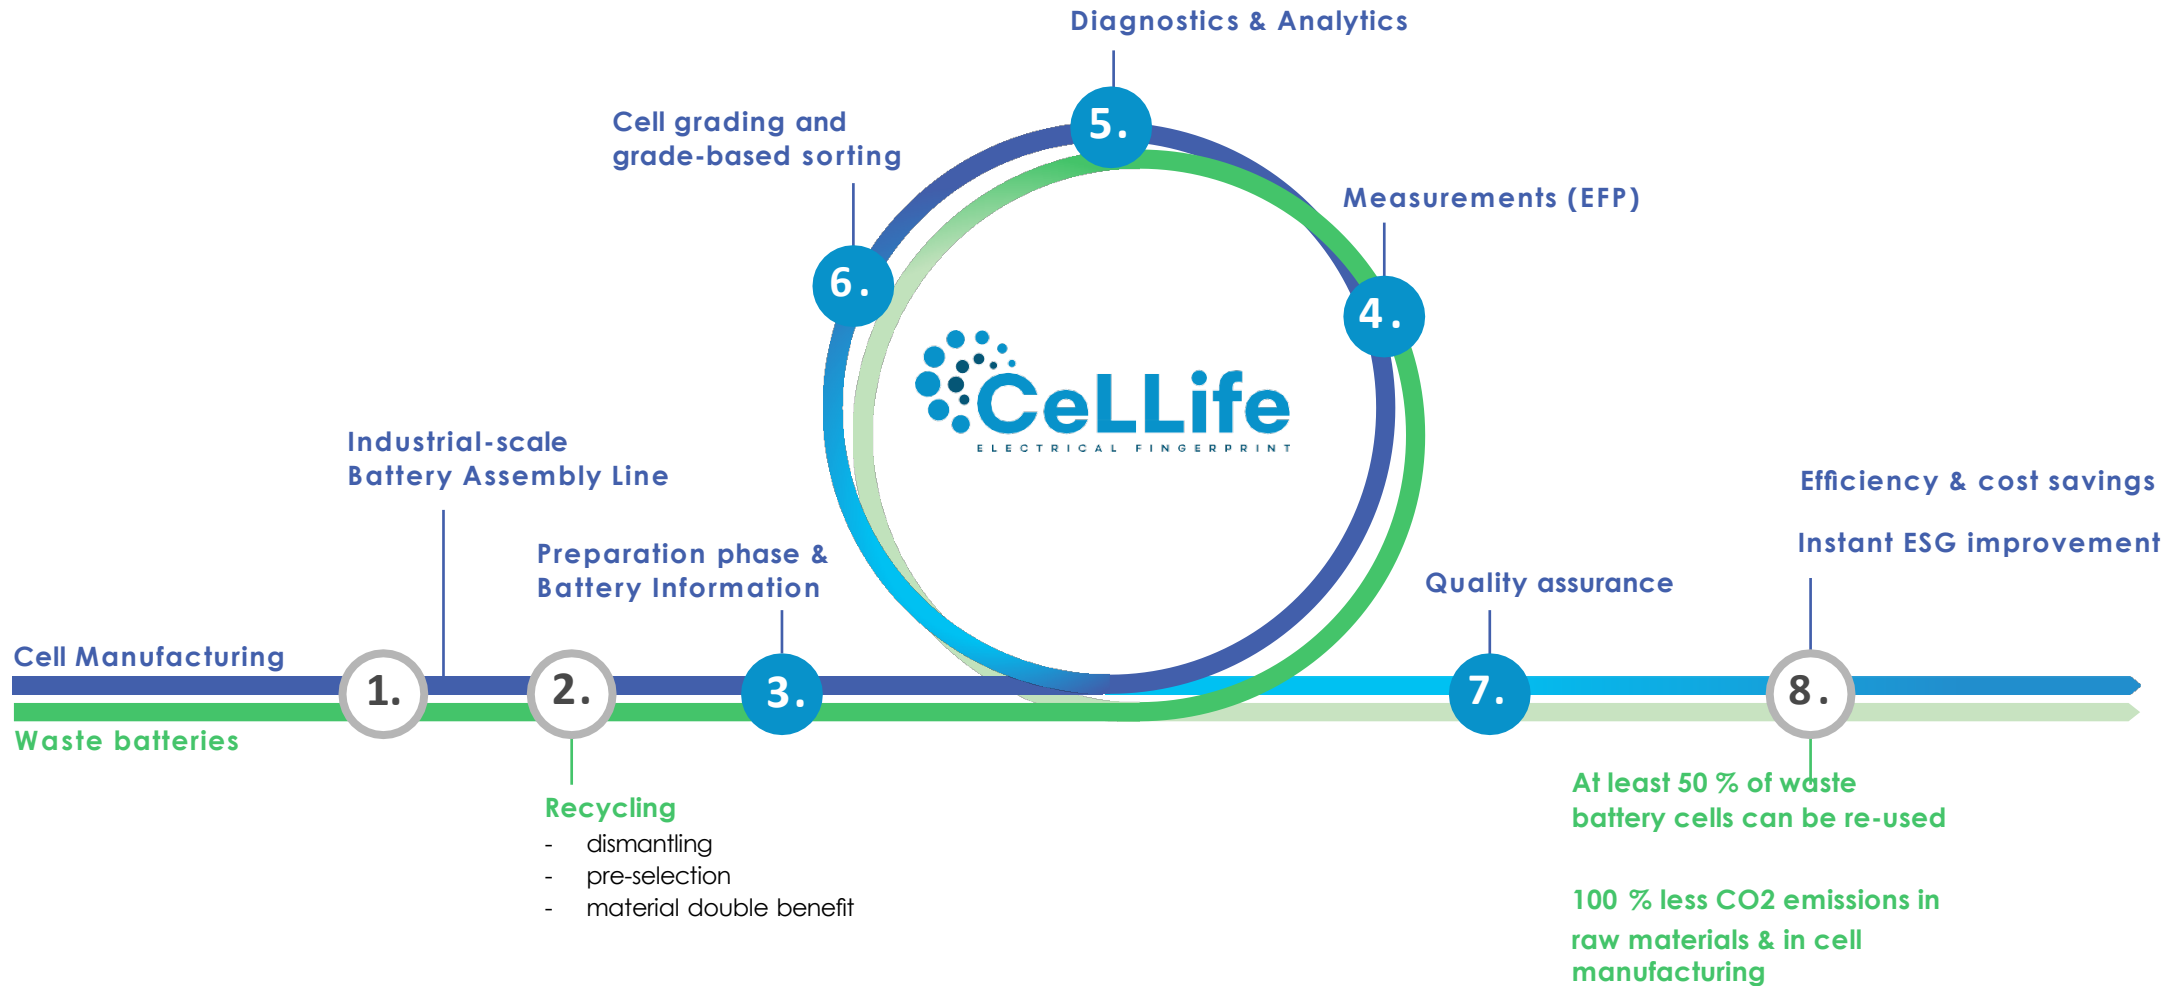 Diagnostics & Analytics
5.
Cell grading and
grade-based sorting
6.
Measurements (EFP)
4.
CeLLife
ELECTRICAL FINGERPRINT
Industrial-scale
Battery Assembly Line
Preparation phase &
Battery Information
Efficiency & cost savings
Instant ESG improvement
Quality assurance
Cell Manufacturing
1.
2.
3.
7.
8.
Waste batteries
Recycling
- dismantling
- pre-selection
- material double benefit
At least 50 % of waste
battery cells can be re-used
100 % less CO2 emissions in
raw materials & in cell
manufacturing